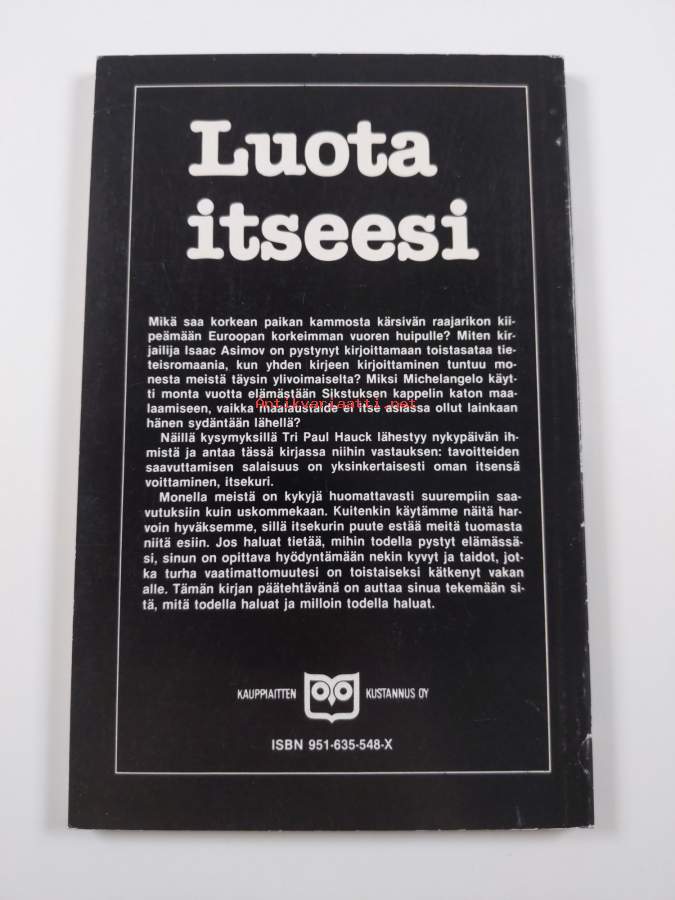 Luota
itseesi
Mikä saa korkean paikan kammosta kärsivän raajarikon kii-
peämään Euroopan korkeimman vuoren huipulle? Miten kir-
jailija Isaac Asimov on pystynyt kirjoittamaan toistasataa tie-
teisromaania, kun yhden kirjeen kirjoittaminen tuntuu mo-
nesta meistä täysin ylivoimaiselta? Miksi Michelangelo käyt-
ti monta vuotta elämästään Sikstuksen kappelin katon maa-
laamiseen, vaikka maalaustaide ei itse asiassa ollut lainkaan
Antikvariaatti.net
hänen sydäntään lähellä?
Näillä kysymyksillä Tri Paul Hauck lähestyy nykypäivän ih-
mistä ja antaa tässä kirjassa niihin vastauksen: tavoitteiden
saavuttamisen salaisuus on yksinkertaisesti oman itsensä
voittaminen, itsekuri.
Monella meistä on kykyjä huomattavasti suurempiin saa-
vutuksiin kuin uskommekaan. Kuitenkin käytämme näitä har-
voin hyväksemme, sillä itsekurin puute estää meitä tuomasta
niitä esiin. Jos haluat tietää, mihin todella pystyt elämässä-
si, sinun on opittava hyödyntämään nekin kyvyt ja taidot, jot-
ka turha vaatimattomuutesi on toistaiseksi kätkenyt vakan
alle. Tämän kirjan päätehtävänä on auttaa sinua tekemään si-
tä, mitä todella haluat ja milloin todella haluat.
KAUPPIAITTEN KUSTANNUS OY
ISBN 951-635-548-X